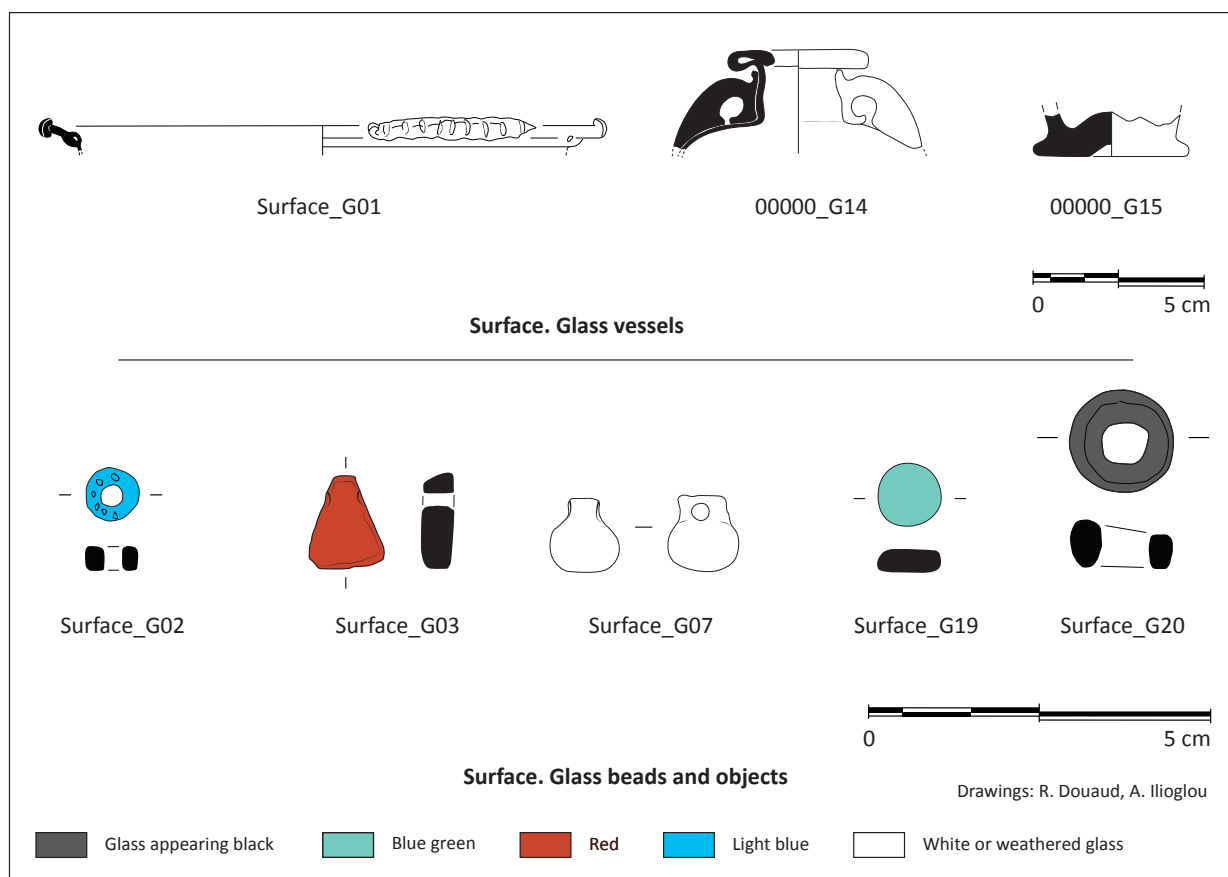 Surface_G01
00000_G14
00000_G15
0 5 cm
Surface. Glass vessels
Surface_G02
Surface_G03
Surface_G07
Surface_G19
Surface_G20
0 5 cm
Surface. Glass beads and objects
Drawings: R. Douaud, A. Ilioglou
Glass appearing black
Blue green
Red
Light blue
White or weathered glass